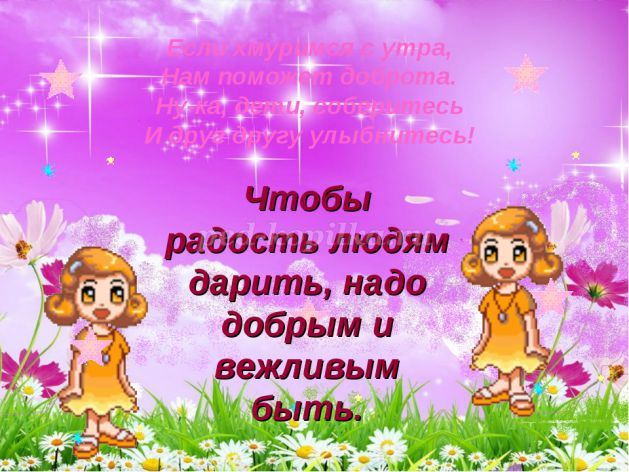 Если хмуримся с утра,
Нам поможет доброта.
Ну-ка, дети, соберитесь
И друг другу улыбнитесь!
Чтобы
радость людям
дарить, надо
добрым и
вежливым
быть.